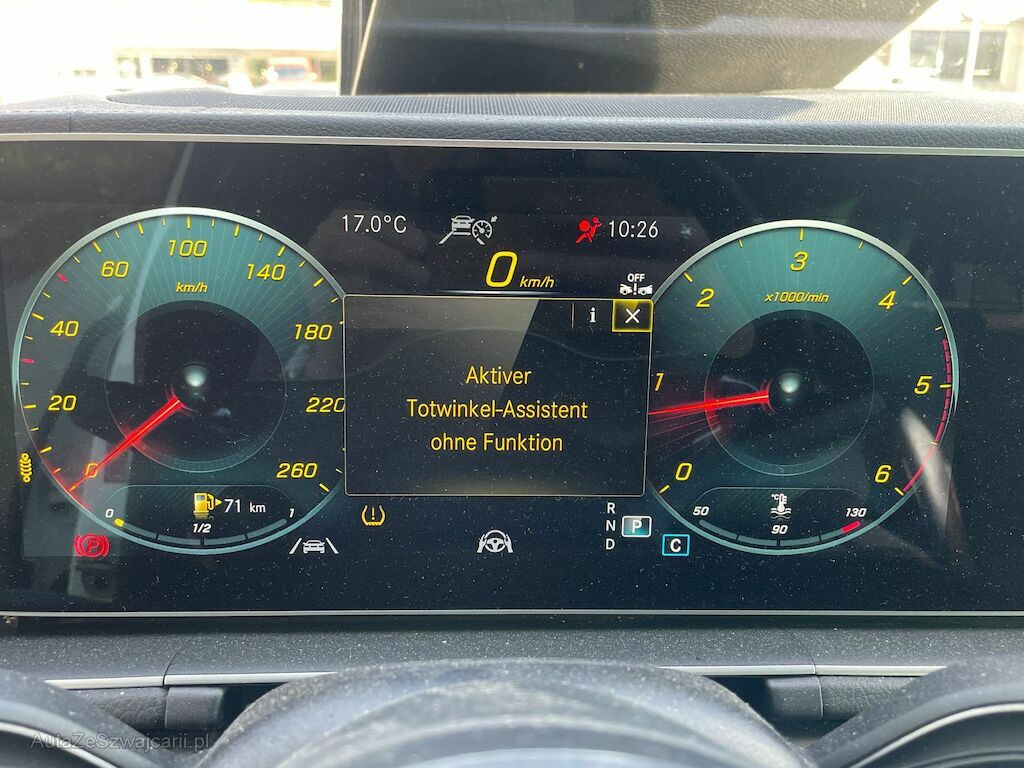 17.0°C
10:26
0 km/h
OFF
i
Aktiver
Totwinkel-Assistent
ohne Funktion
0
20
40
60
100
140
180
220
260
km/h
71 km
0
1/2
1
P
R
N
P
D
C
0
1
2
3
4
5
6
x1000/min
°C
50
90
130
AutaZeSzwajcarii.pl